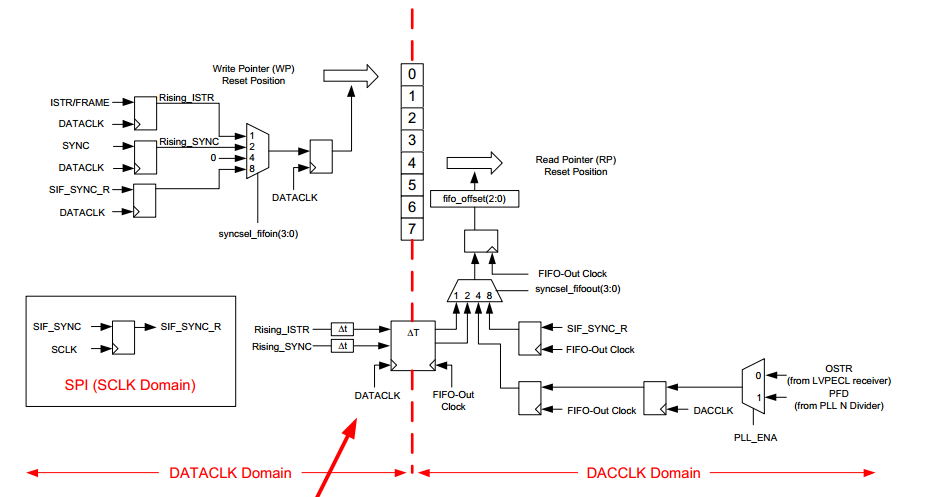 Write Pointer (WP)
Reset Position
ISTR/FRAME
Rising_ISTR
DATACLK
SYNC
Rising_SYNC
0
DATACLK
SIF_SYNC_R
DATACLK
1
2
4
8
DATACLK
syncsel_fifoin(3:0)
0
1
2
3
4
5
6
7
Read Pointer (RP)
Reset Position
fifo_offset(2:0)
FIFO-Out Clock
syncsel_fifoout(3:0)
1 2 4 8
SIF_SYNC
SIF_SYNC_R
SCLK
SPI (SCLK Domain)
Rising_ISTR
Δt
Rising_SYNC
Δt
ΔT
DATACLK
FIFO-Out
Clock
SIF_SYNC_R
FIFO-Out Clock
FIFO-Out Clock
DACCLK
0
1
OSTR
(from LVPECL receiver)
PFD
(from PLL N Divider)
PLL_ENA
DATACLK Domain
DACCLK Domain